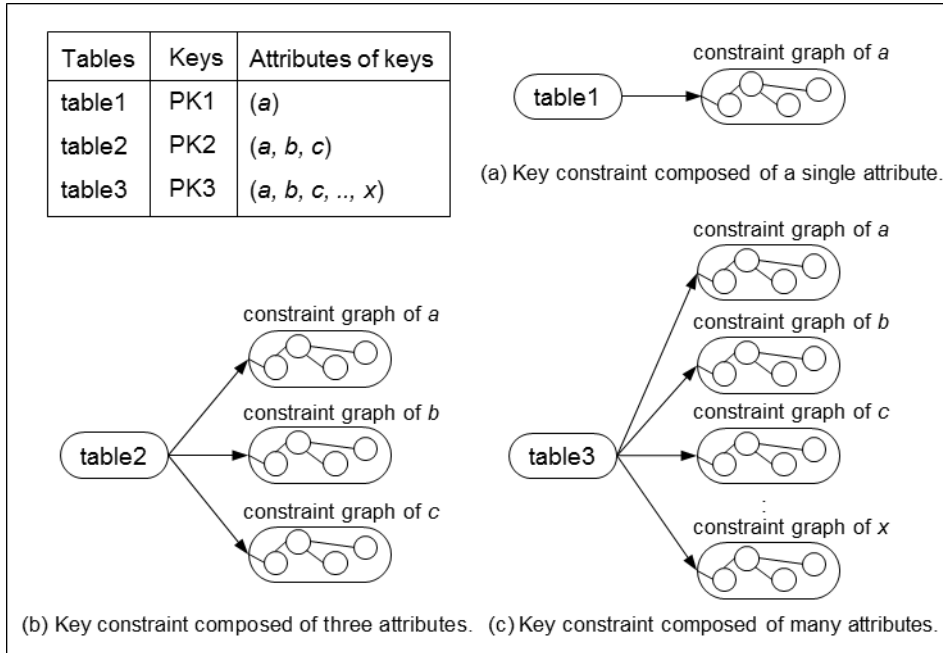 Tables Keys Attributes of keys
table1 PK1 (a)
table2 PK2 (a, b, c)
table3 PK3 (a, b, c, .., x)
constraint graph of a
table1
(a) Key constraint composed of a single attribute.
constraint graph of a
constraint graph of b
table2
constraint graph of c
(b) Key constraint composed of three attributes.
constraint graph of a
constraint graph of b
constraint graph of c
table3
:
constraint graph of x
(c) Key constraint composed of many attributes.